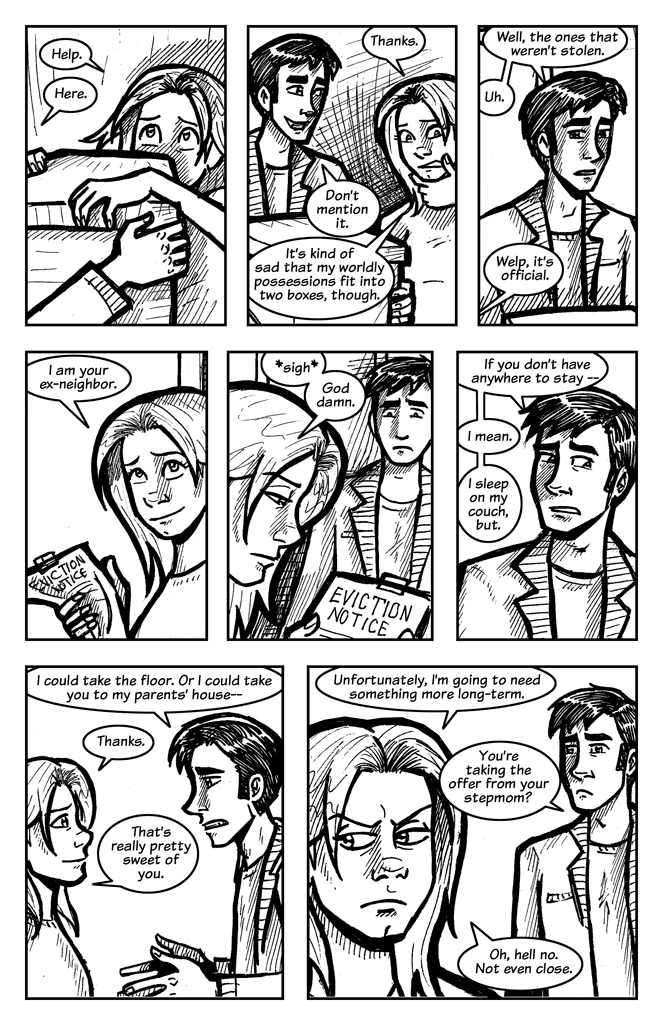 Help.
Here.
Thanks.
Don't
mention
it.
It's kind of
sad that my worldly
possessions fit into
two boxes, though.
Well, the ones that
weren't stolen.
Uh.
Welp, it's
official.
I am your
ex-neighbor.
EVICTION
NOTICE
*sigh*
God
damn.
EVICTION
NOTICE
If you don't have
anywhere to stay --
I mean.
I sleep
on my
couch,
but.
I could take the floor. Or I could take
you to my parents' house--
Thanks.
That's
really pretty
sweet of
you.
Unfortunately, I'm going to need
something more long-term.
You're
taking the
offer from your
stepmom?
Oh, hell no.
Not even close.